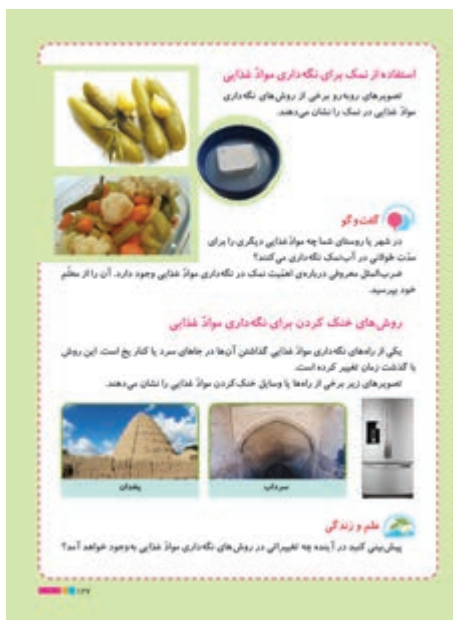 استفاده از نمک برای نگه‌داری موادّ غذایی
تصویرهای روبه‌رو برخی از روش‌های نگه‌داری
موادّ غذایی در نمک را نشان می‌دهند.
گفت‌وگو
در شهر یا روستای شما چه موادّ غذایی دیگری را برای
مدّت طولانی در آب‌نمک نگه‌داری می‌کنند؟
ضرب‌المثل معروفی درباره‌ی اهمّیت نمک در نگه‌داری موادّ غذایی وجود دارد. آن را از معلّم
خود بپرسید.
روش‌های خنک کردن برای نگه‌داری موادّ غذایی
یکی از راه‌های نگه‌داری موادّ غذایی گذاشتن آن‌ها در جاهای سرد یا کنار یخ است. این روش
با گذشت زمان تغییر کرده است.
تصویرهای زیر برخی از راه‌ها یا وسایل خنک‌کردن موادّ غذایی را نشان می‌دهند.
سرداب
یخدان
علم و زندگی
پیش‌بینی کنید در آینده چه تغییراتی در روش‌های نگه‌داری موادّ غذایی به‌وجود خواهد آمد؟
۱۲۷